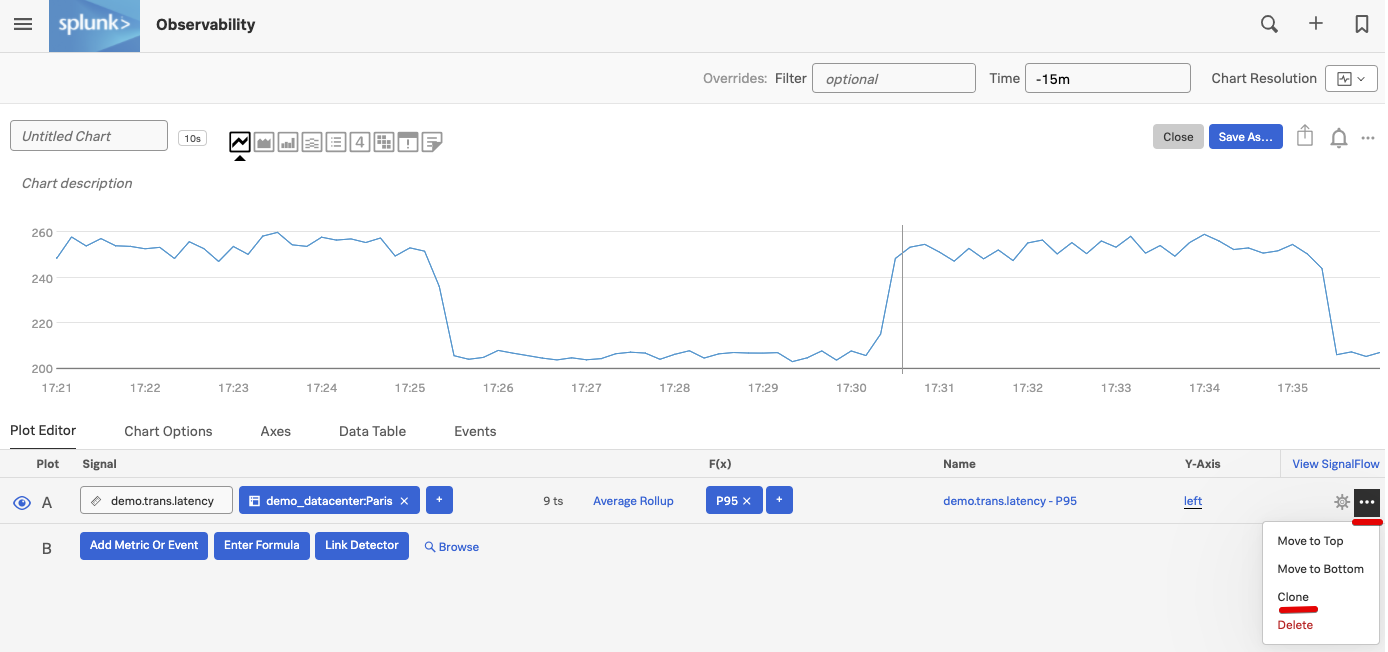 splunk> Observability
Overrides: Filter optional Time -15m Chart Resolution
Untitled Chart 10s 4 Close Save As...
Chart description
260
240
220
200
17:21 17:22 17:23 17:24 17:25 17:26 17:27 17:28 17:29 17:30 17:31 17:32 17:33 17:34 17:35
Plot Editor Chart Options Axes Data Table Events
Plot Signal F(x) Name Y-Axis View SignalFlow
A demo.trans.latency demo_datacenter:Paris × + 9 ts Average Rollup P95 × + demo.trans.latency - P95 left
B Add Metric Or Event Enter Formula Link Detector Browse
Move to Top
Move to Bottom
Clone
Delete